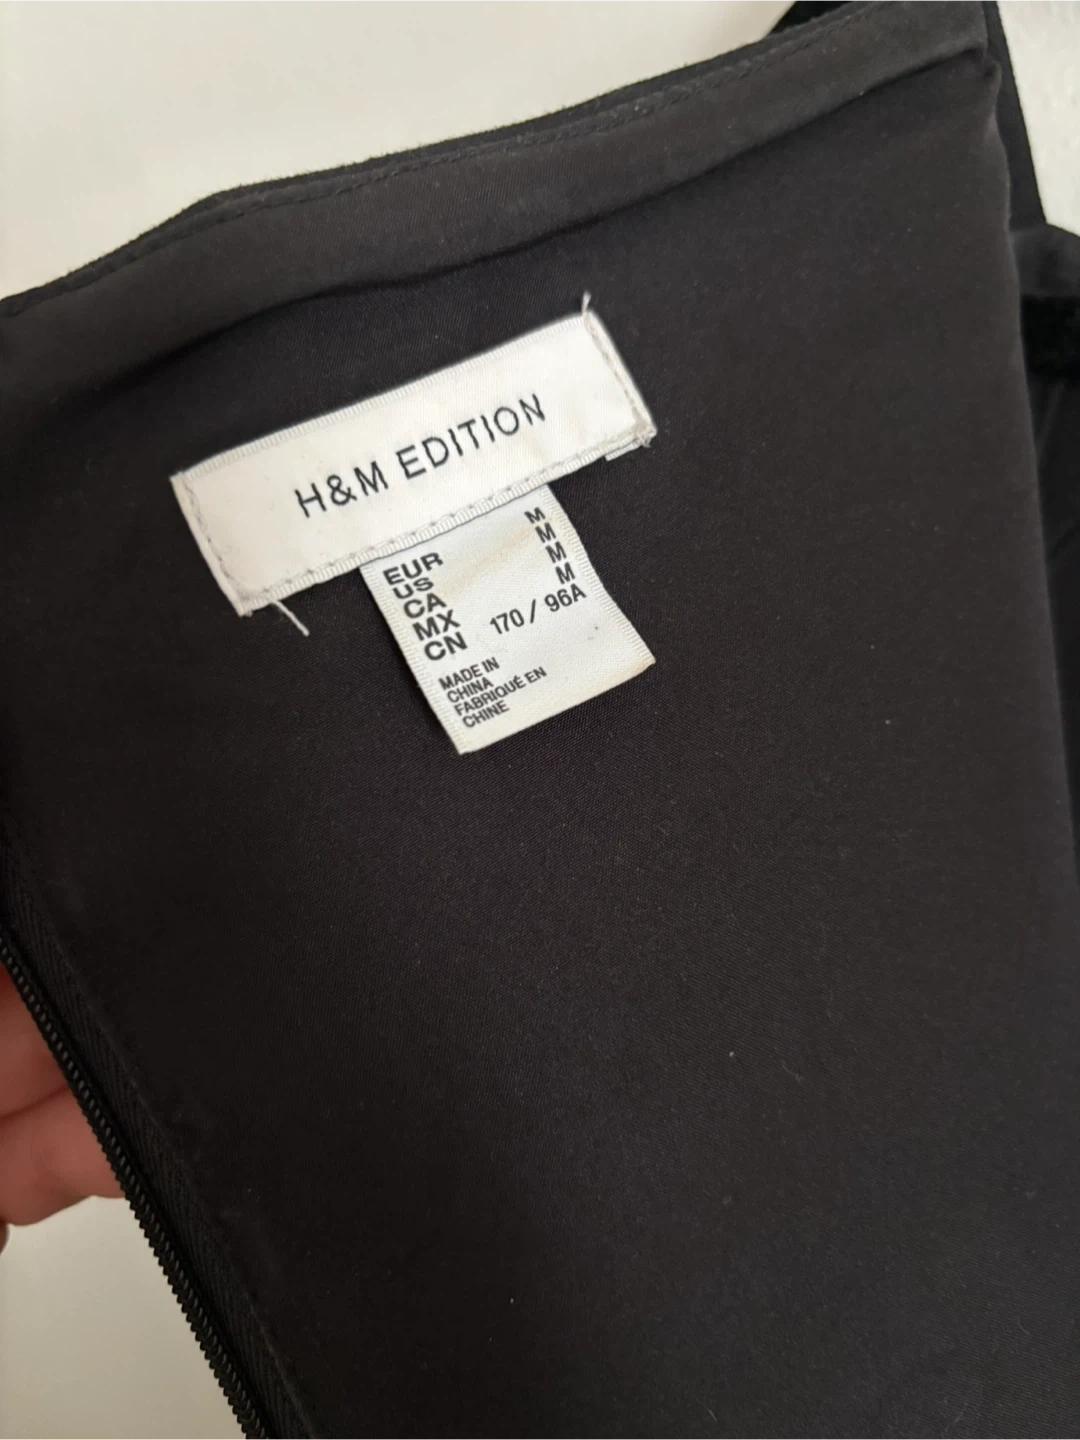 H&M EDITION
EUR M
US M
CA M
MX M
CN 170 / 96A
MADE IN
CHINA
FABRIQUÉ EN
CHINE